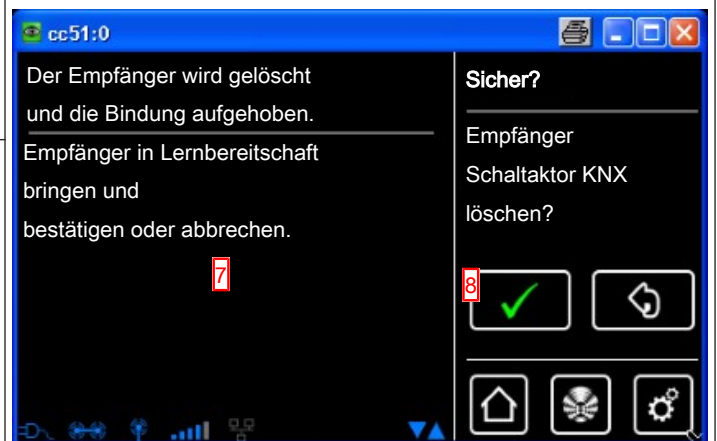 cc51:0
Der Empfänger wird gelöscht
und die Bindung aufgehoben.
Empfänger in Lernbereitschaft
bringen und
bestätigen oder abbrechen.
7
Sicher?
Empfänger
Schaltaktor KNX
löschen?
8